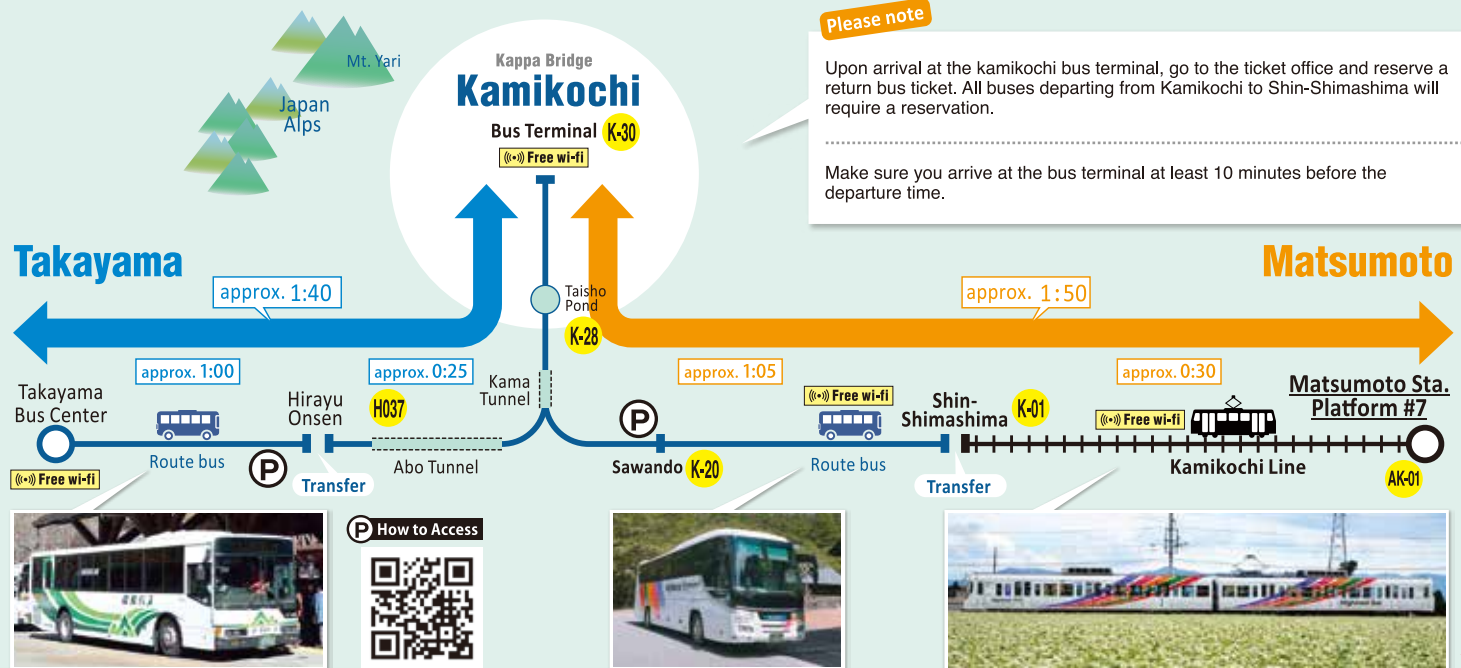 Please note
Upon arrival at the kamikochi bus terminal, go to the ticket office and reserve a
return bus ticket. All buses departing from Kamikochi to Shin-Shimashima will
require a reservation.
Make sure you arrive at the bus terminal at least 10 minutes before the
departure time.
Mt. Yari
Japan
Alps
Kappa Bridge
Kamikochi
Bus Terminal K-30
Free wi-fi
Takayama
Matsumoto
approx. 1:40
approx. 1:50
Taisho
Pond
K-28
approx. 1:00
approx. 0:25
approx. 1:05
approx. 0:30
Takayama
Bus Center
Free wi-fi
Route bus
P
Hirayu
Onsen
H037
Transfer
Abo Tunnel
Kama
Tunnel
P
Sawando K-20
Free wi-fi
Route bus
Shin-
Shimashima
K-01
Transfer
Free wi-fi
Kamikochi Line
Matsumoto Sta.
Platform #7
AK-01
P How to Access